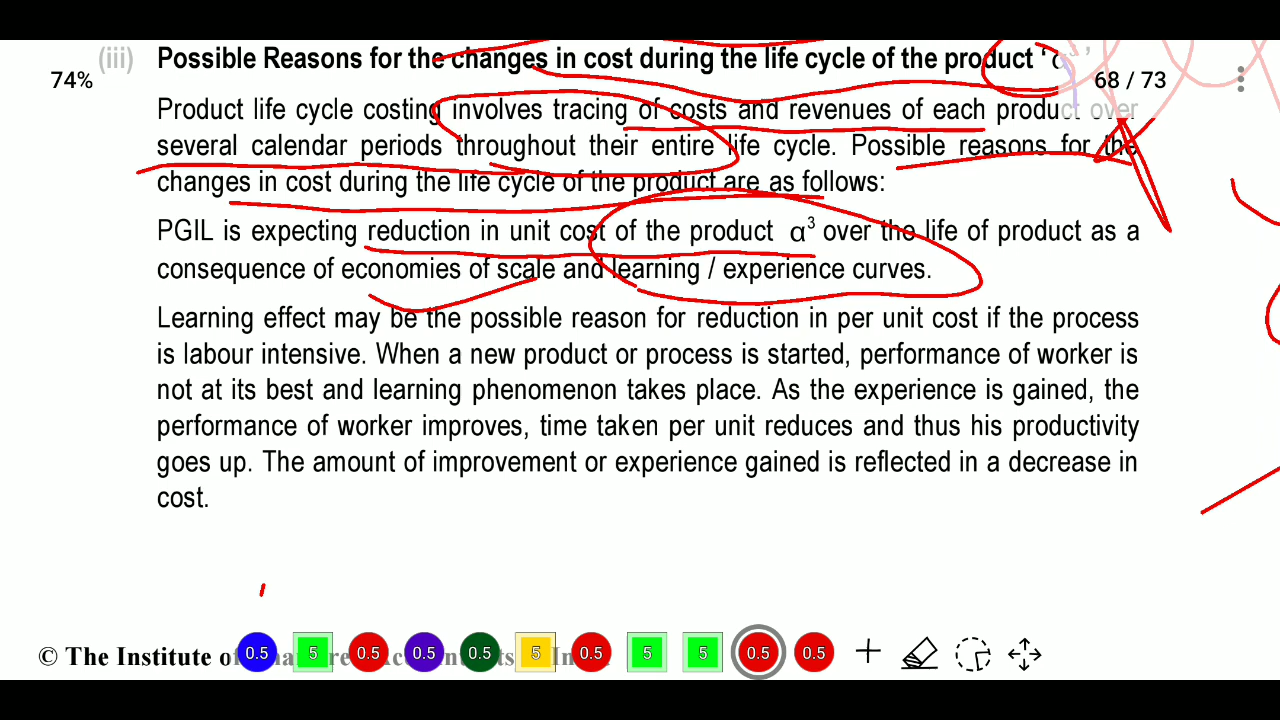 (iii) Possible Reasons for the changes in cost during the life cycle of the product ‘α³’
74%
68 / 73
Product life cycle costing involves tracing of costs and revenues of each product over
several calendar periods throughout their entire life cycle. Possible reasons for the
changes in cost during the life cycle of the product are as follows:
PGIL is expecting reduction in unit cost of the product α³ over the life of product as a
consequence of economies of scale and learning / experience curves.
Learning effect may be the possible reason for reduction in per unit cost if the process
is labour intensive. When a new product or process is started, performance of worker is
not at its best and learning phenomenon takes place. As the experience is gained, the
performance of worker improves, time taken per unit reduces and thus his productivity
goes up. The amount of improvement or experience gained is reflected in a decrease in
cost.
© The Institute of
0.5 5 0.5 0.5 0.5 5 0.5 5 5 0.5 0.5